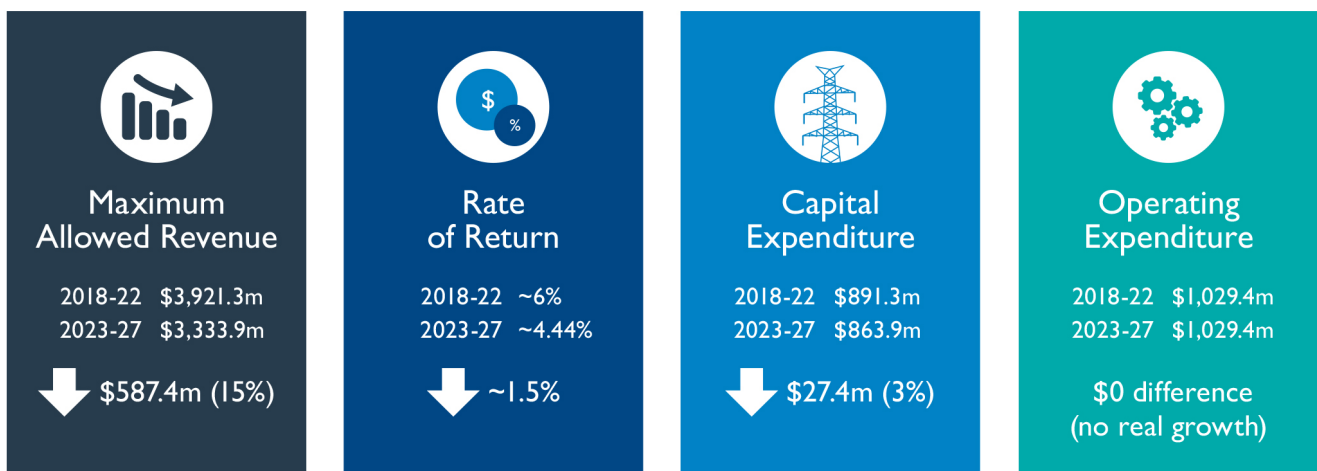 Maximum
Allowed Revenue
2018-22 $3,921.3m
2023-27 $3,333.9m
$587.4m (15%)
$
%
Rate
of Return
2018-22 ~6%
2023-27 ~4.44%
~1.5%
Capital
Expenditure
2018-22 $891.3m
2023-27 $863.9m
$27.4m (3%)
Operating
Expenditure
2018-22 $1,029.4m
2023-27 $1,029.4m
$0 difference
(no real growth)